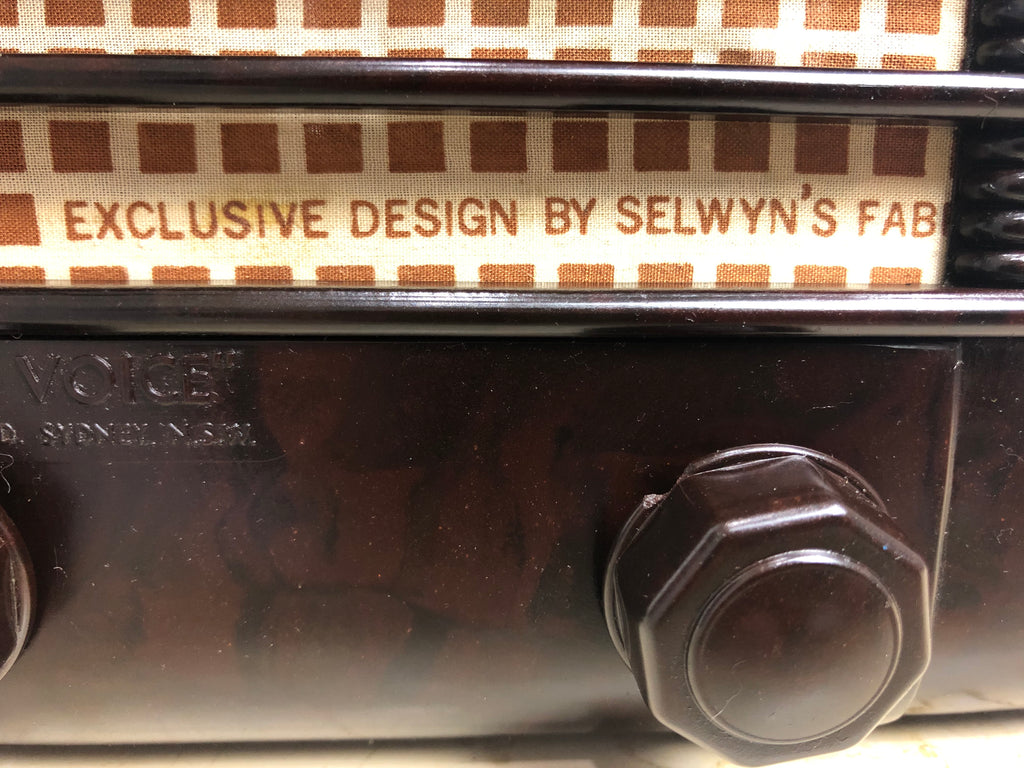 EXCLUSIVE DESIGN BY SELWYN'S FAB
VOICE"
D. SYDNEY. N.S.W.